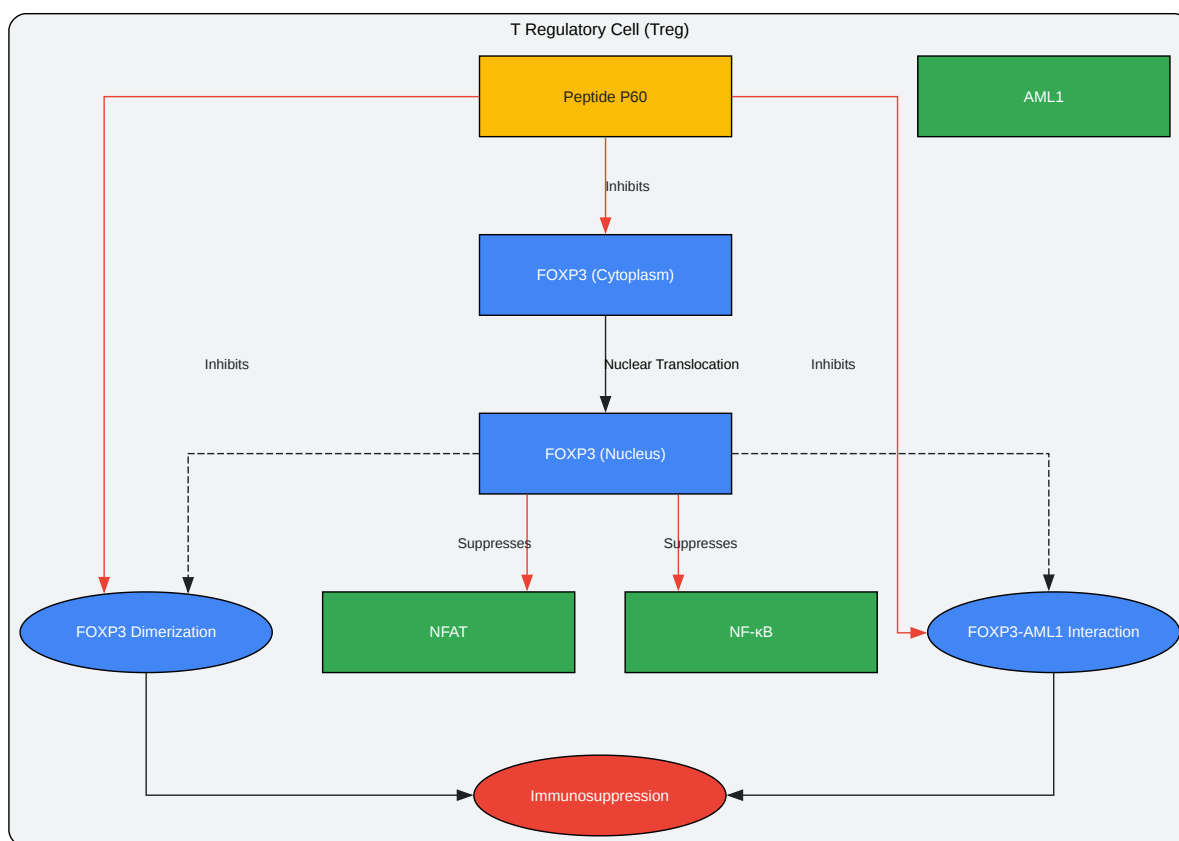 T Regulatory Cell (Treg)
Peptide P60
AML1
Inhibits
FOXP3 (Cytoplasm)
Inhibits
Nuclear Translocation
Inhibits
FOXP3 (Nucleus)
Suppresses
Suppresses
FOXP3 Dimerization
NFAT
NF-κB
FOXP3-AML1 Interaction
Immunosuppression